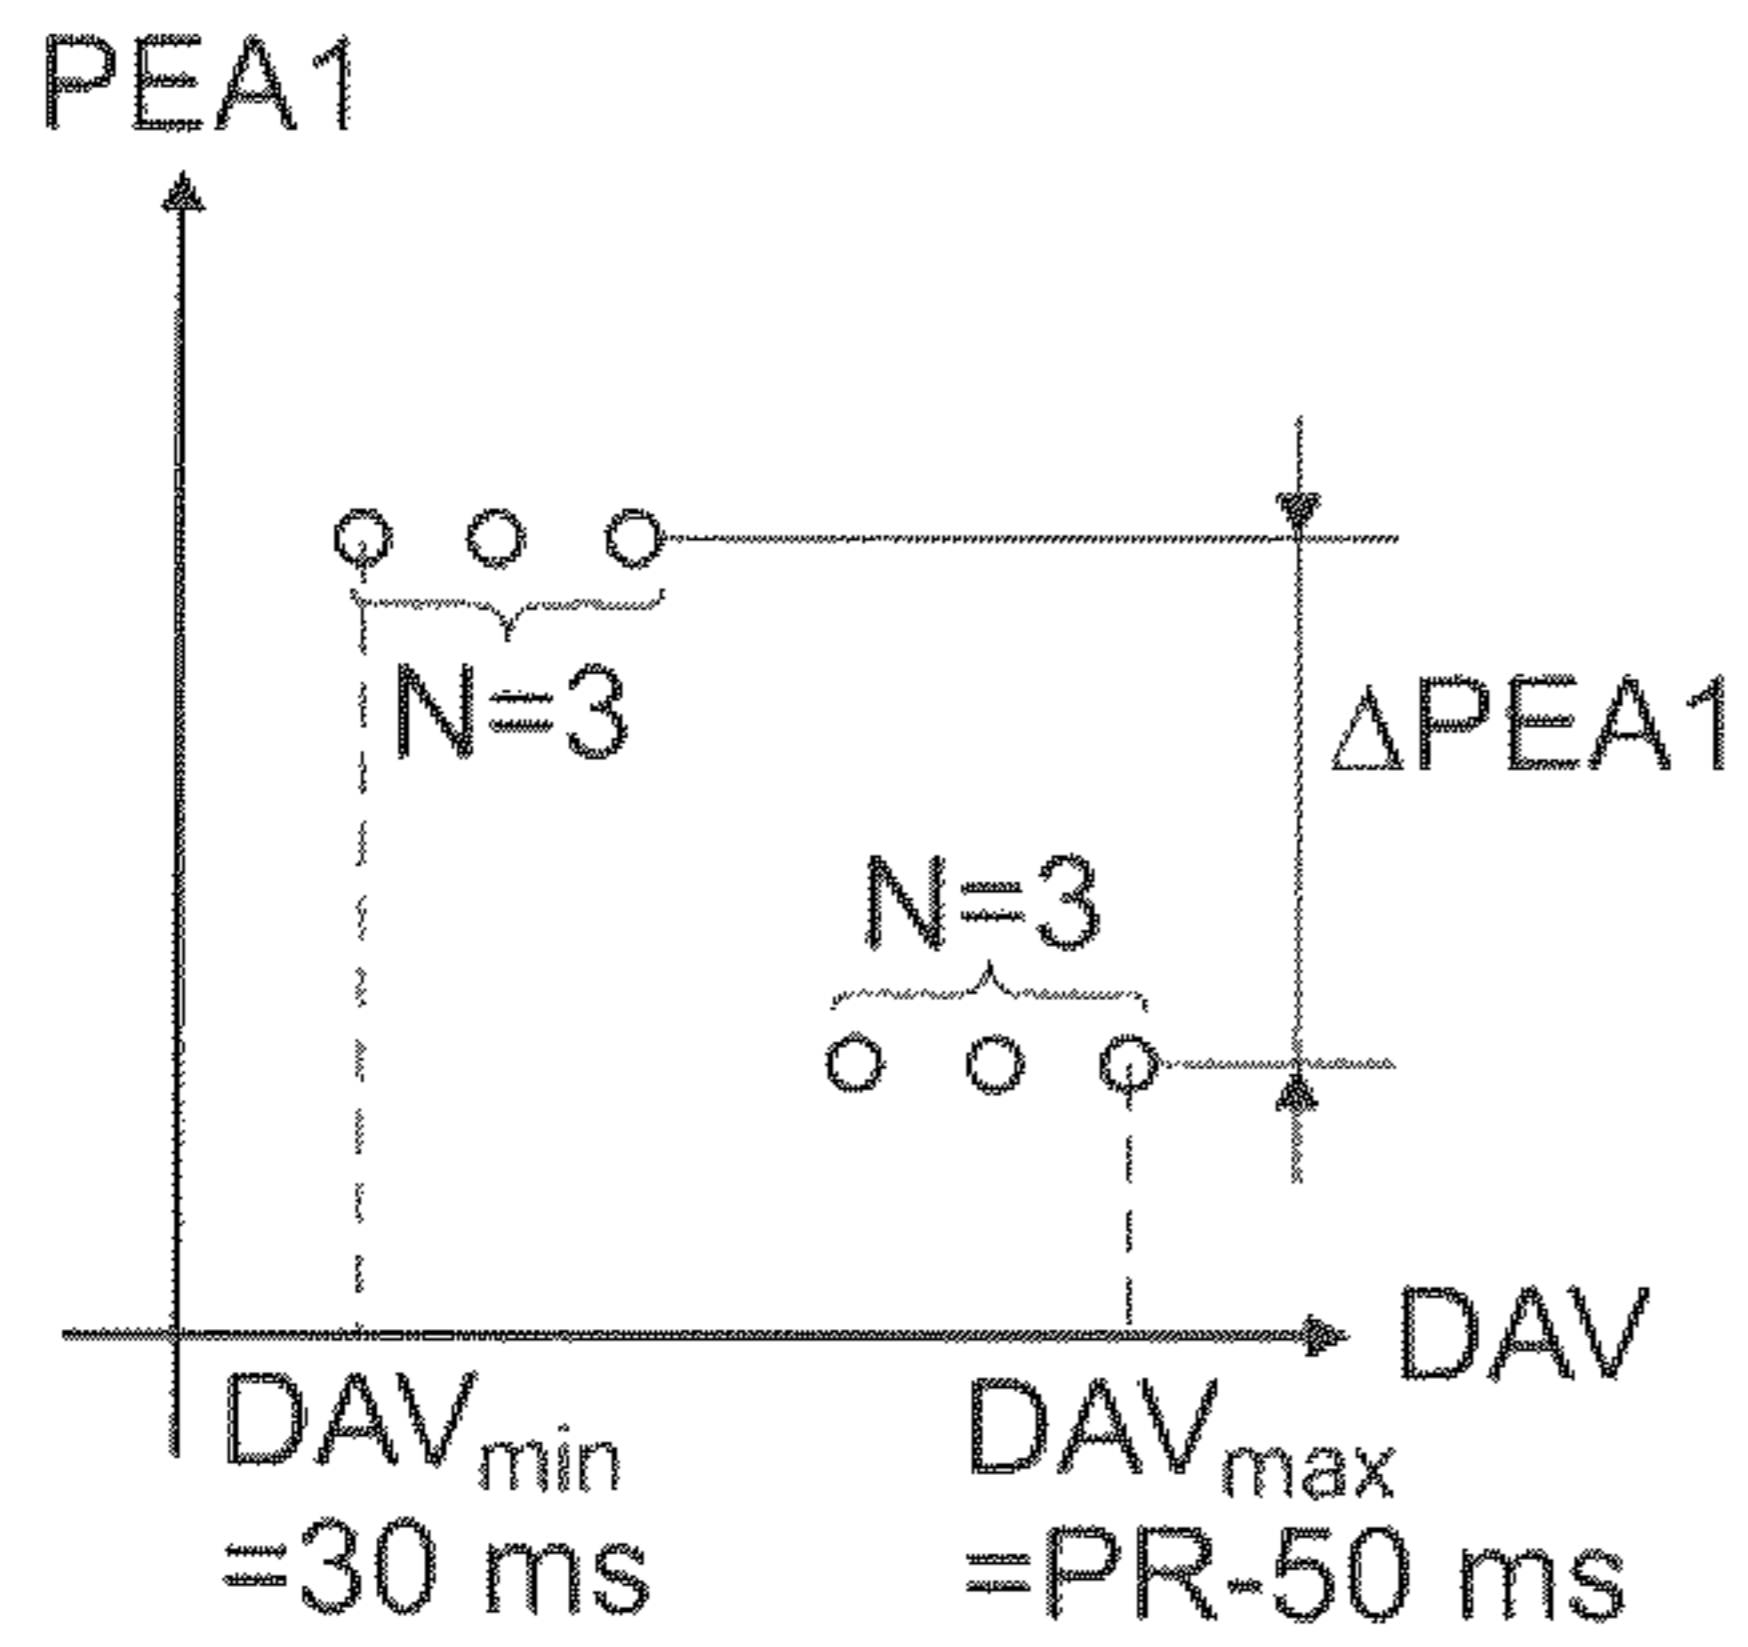 PEA1
N=3
ΔPEA1
N=3
DAV
DAVmin
=30 ms
DAVmax
=PR-50 ms